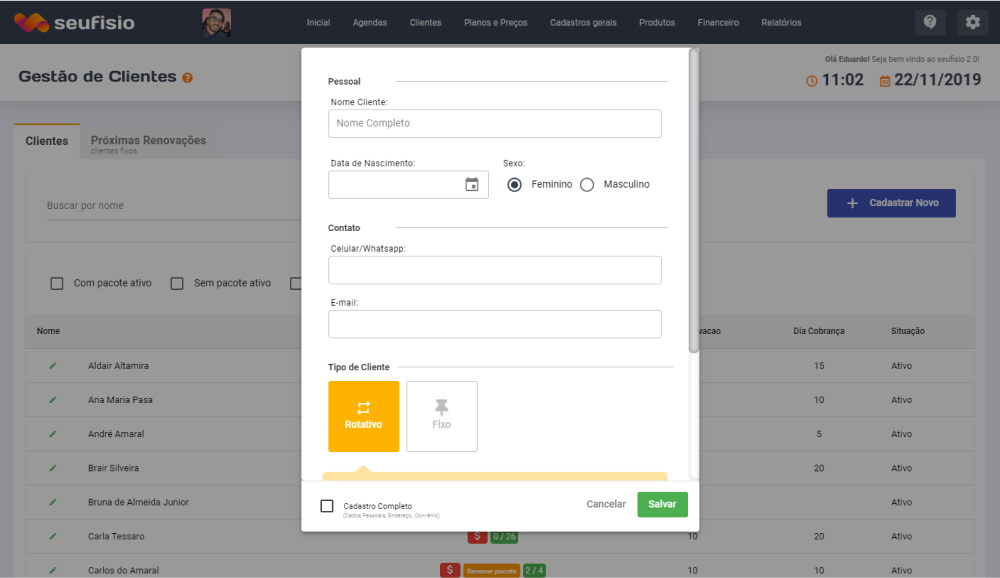 seufisio
Inicial Agendas Clientes Planos e Preços Cadastros gerais Produtos Financeiro Relatórios
Gestão de Clientes
Olá Eduardo! Seja bem vindo ao seufisio 2.0!
11:02 22/11/2019
Clientes
Próximas Renovações
clientes fixos
Buscar por nome
Cadastrar Novo
Com pacote ativo Sem pacote ativo
Pessoal
Nome Cliente:
Nome Completo
Data de Nascimento: Sexo:
Feminino Masculino
Contato
Celular/Whatsapp:
E-mail:
Tipo de Cliente
Rotativo Fixo
Cadastro Completo
(Dados Pessoais, Endereço, Convênio)
Cancelar Salvar
Nome vacao Dia Cobrança Situação
Aldair Altamira 15 Ativo
Ana Maria Pasa 10 Ativo
André Amaral 5 Ativo
Brair Silveira 20 Ativo
Bruna de Almeida Junior Ativo
Carla Tessaro $ 0 / 26 10 20 Ativo
Carlos do Amaral $ Renovar pacote 2 / 4 10 10 Ativo